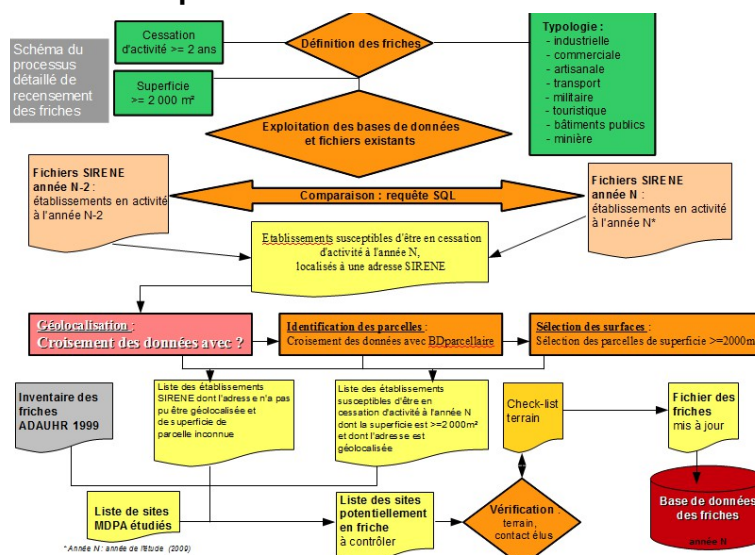 Schéma du
processus
détaillé de
recensement
des friches
Cessation
d'activité >= 2 ans
Superficie
>= 2 000 m²
Définition des friches
Typologie :
- industrielle
- commerciale
- artisanale
- transport
- militaire
- touristique
- bâtiments publics
- minière
Exploitation des bases de données
et fichiers existants
Fichiers SIRENE
année N-2 :
établissements en activité
à l'année N-2
Comparaison : requête SQL
Fichiers SIRENE
année N :
établissements en activité
à l'année N*
Etablissements susceptibles d'être en cessation
d'activité à l'année N,
localisés à une adresse SIRENE
Géolocalisation :
Croisement des données avec ?
Identification des parcelles :
Croisement des données avec BDparcellaire
Sélection des surfaces :
Sélection des parcelles de superficie >=2000m
Inventaire des
friches
ADAUHR 1999
Liste des établissements
SIRENE dont l'adresse n'a pas
pu être géolocalisée et
de superficie de
parcelle inconnue
Liste des établissements
susceptibles d'être en
cessation d'activité à l'année N
dont la superficie est >=2 000m²
et dont l'adresse est
géolocalisée
Check-list
terrain
Fichier des
friches
mis à jour
Liste de sites
MDPA étudiés
Liste des sites
potentiellement
en friche
à contrôler
Vérification :
terrain,
contact élus
Base de données
des friches
année N
* Année N : année de l'étude (2009)